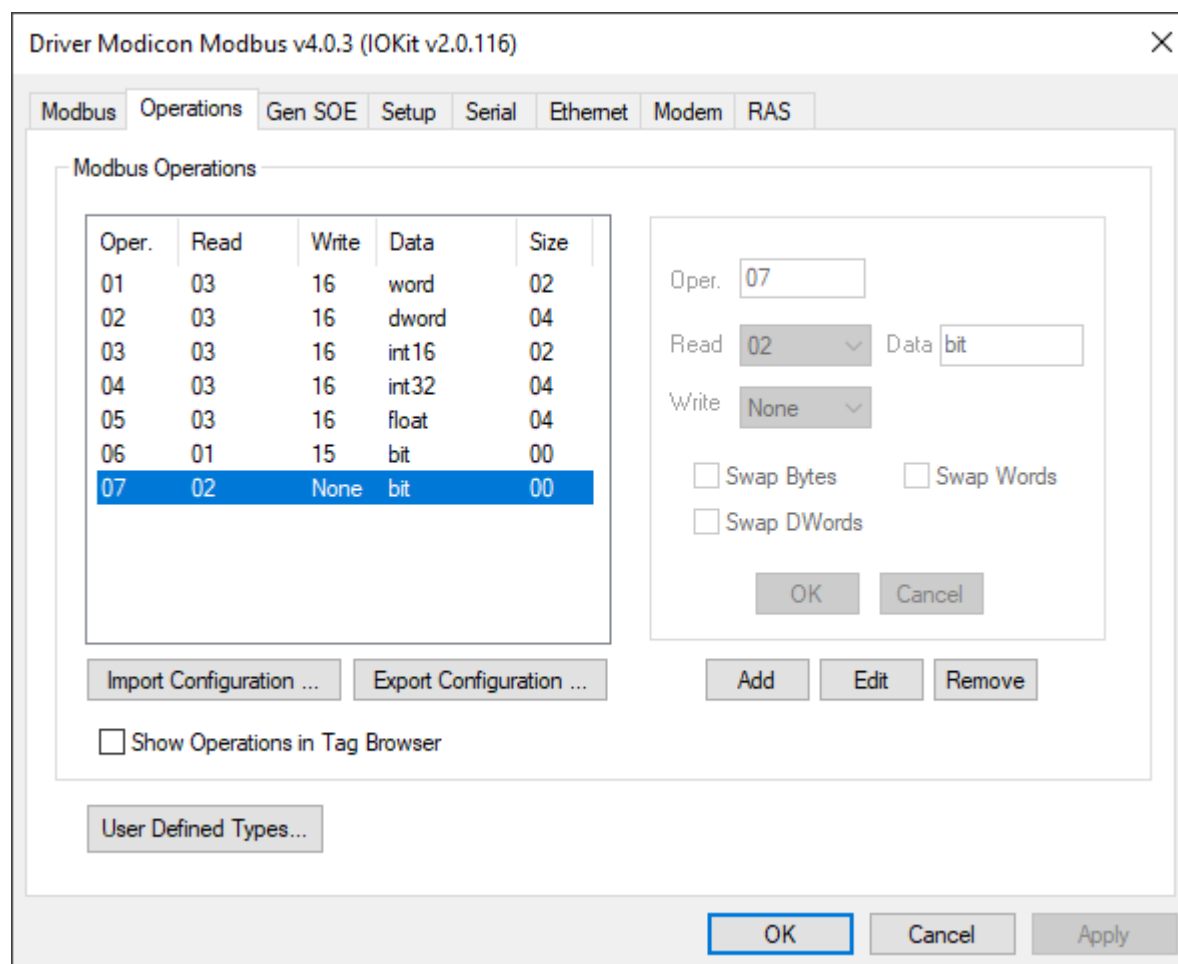 Driver Modicon Modbus v4.0.3 (IOKit v2.0.116)
Modbus Operations Gen SOE Setup Serial Ethernet Modem RAS
Modbus Operations
Oper. Read Write Data Size
01 03 16 word 02
02 03 16 dword 04
03 03 16 int16 02
04 03 16 int32 04
05 03 16 float 04
06 01 15 bit 00
07 02 None bit 00
Oper. 07
Read 02 Data bit
Write None
Swap Bytes Swap Words
Swap DWords
OK Cancel
Import Configuration ... Export Configuration ... Add Edit Remove
Show Operations in Tag Browser
User Defined Types...
OK Cancel Apply